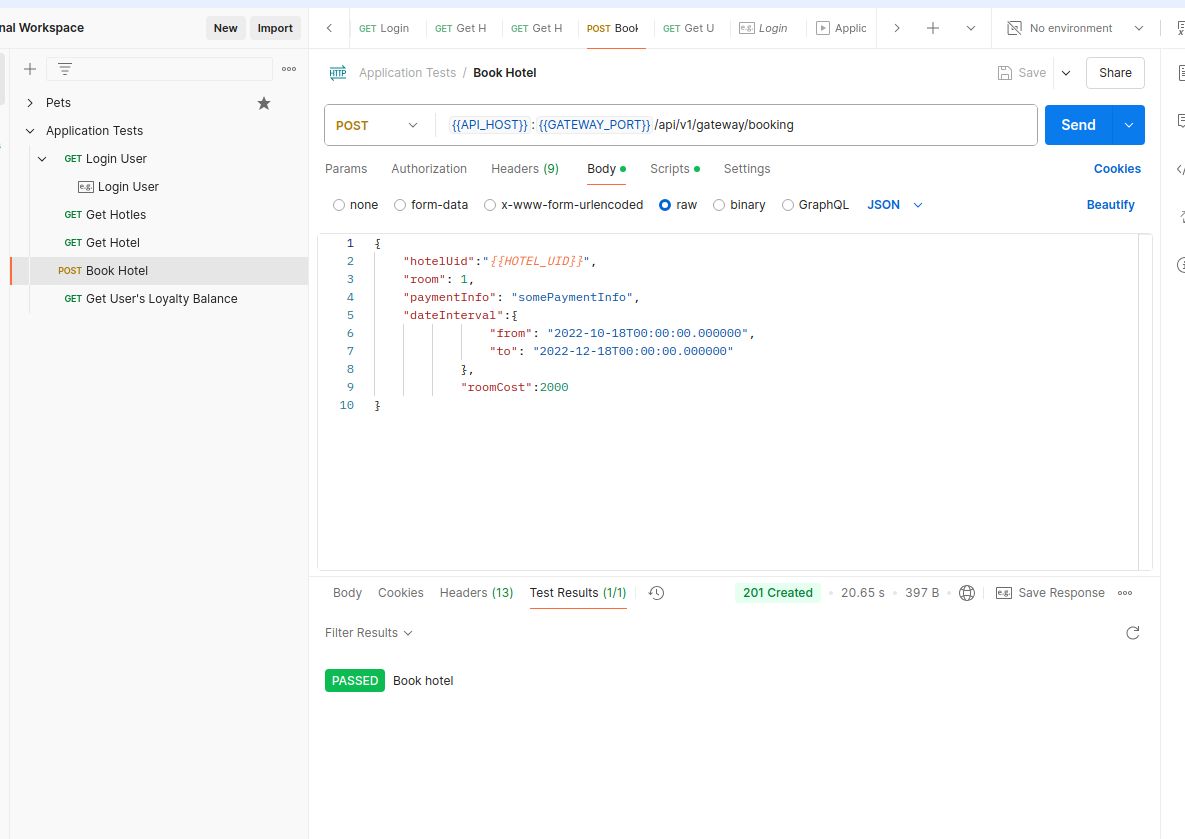 nal Workspace
New
Import
GET Login
GET Get H
GET Get H
POST Book
GET Get U
e.g. Login
Applic
No environment
Pets
Application Tests
GET Login User
e.g. Login User
GET Get Hotles
GET Get Hotel
POST Book Hotel
GET Get User's Loyalty Balance
HTTP Application Tests / Book Hotel
Save
Share
POST
{{API_HOST}}:{{GATEWAY_PORT}}/api/v1/gateway/booking
Send
Params
Authorization
Headers (9)
Body
Scripts
Settings
Cookies
none
form-data
x-www-form-urlencoded
raw
binary
GraphQL
JSON
Beautify
1 {
2 "hotelUid":"{{HOTEL_UID}}",
3 "room": 1,
4 "paymentInfo": "somePaymentInfo",
5 "dateInterval":{
6 "from": "2022-10-18T00:00:00.000000",
7 "to": "2022-12-18T00:00:00.000000"
8 },
9 "roomCost":2000
10 }
Body
Cookies
Headers (13)
Test Results (1/1)
201 Created
20.65 s
397 B
e.g. Save Response
Filter Results
PASSED Book hotel